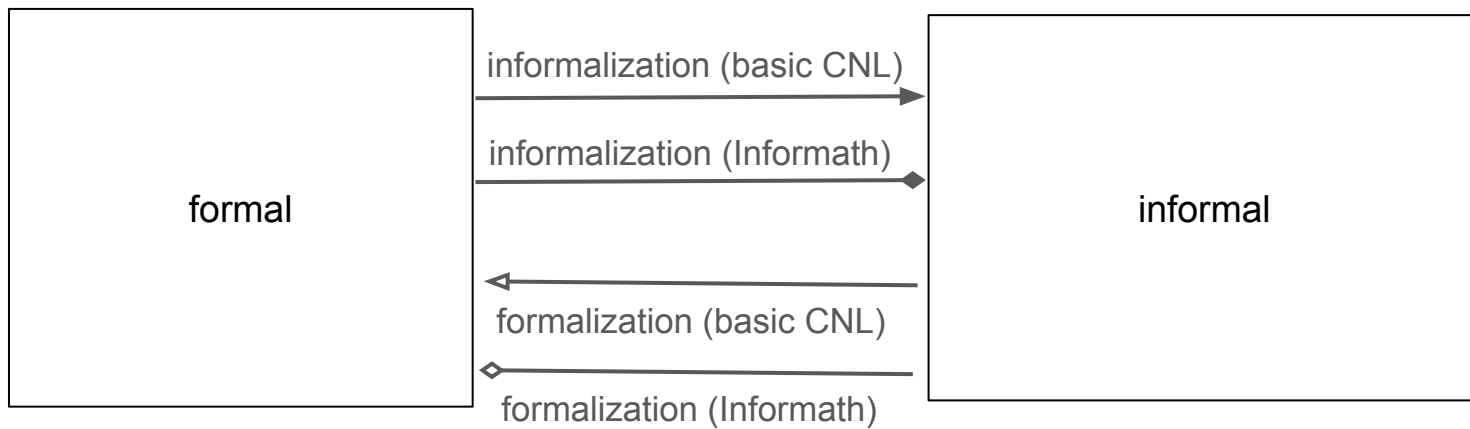 informalization (basic CNL)
informalization (Informath)
formal
informal
formalization (basic CNL)
formalization (Informath)